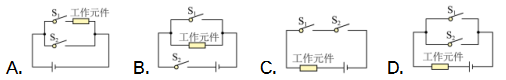 A. S₁ 工作元件 S₂
B. S₁ 工作元件 S₂
C. S₁ S₂ 工作元件
D. S₁ S₂ 工作元件